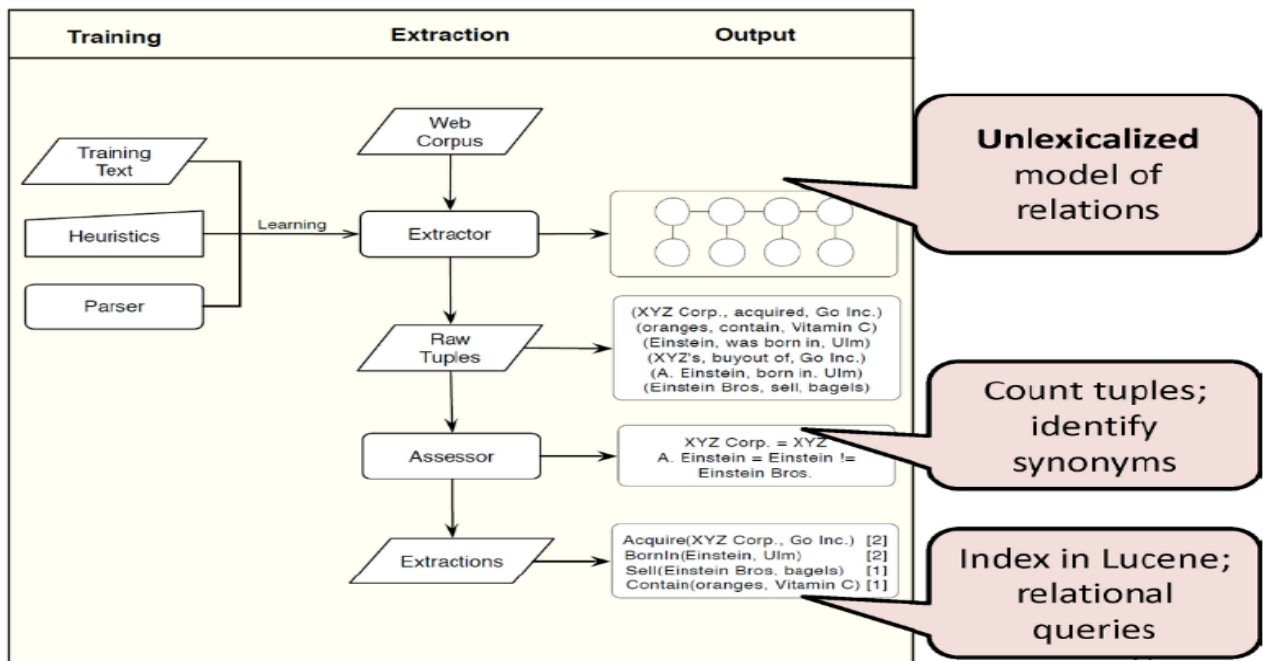 Training
Extraction
Output
Web
Corpus
Training
Text
Heuristics
Parser
Learning
Extractor
Unlexicalized
model of
relations
Raw
Tuples
(XYZ Corp., acquired, Go Inc.)
(oranges, contain, Vitamin C)
(Einstein, was born in, Ulm)
(XYZ's, buyout of, Go Inc.)
(A. Einstein, born in. Ulm)
(Einstein Bros, sell, bagels)
Assessor
XYZ Corp. = XYZ
A. Einstein = Einstein !=
Einstein Bros.
Count tuples;
identify
synonyms
Extractions
Acquire(XYZ Corp., Go Inc.) [2]
BornIn(Einstein, Ulm) [2]
Sell(Einstein Bros, bagels) [1]
Contain(oranges, Vitamin C) [1]
Index in Lucene;
relational
queries